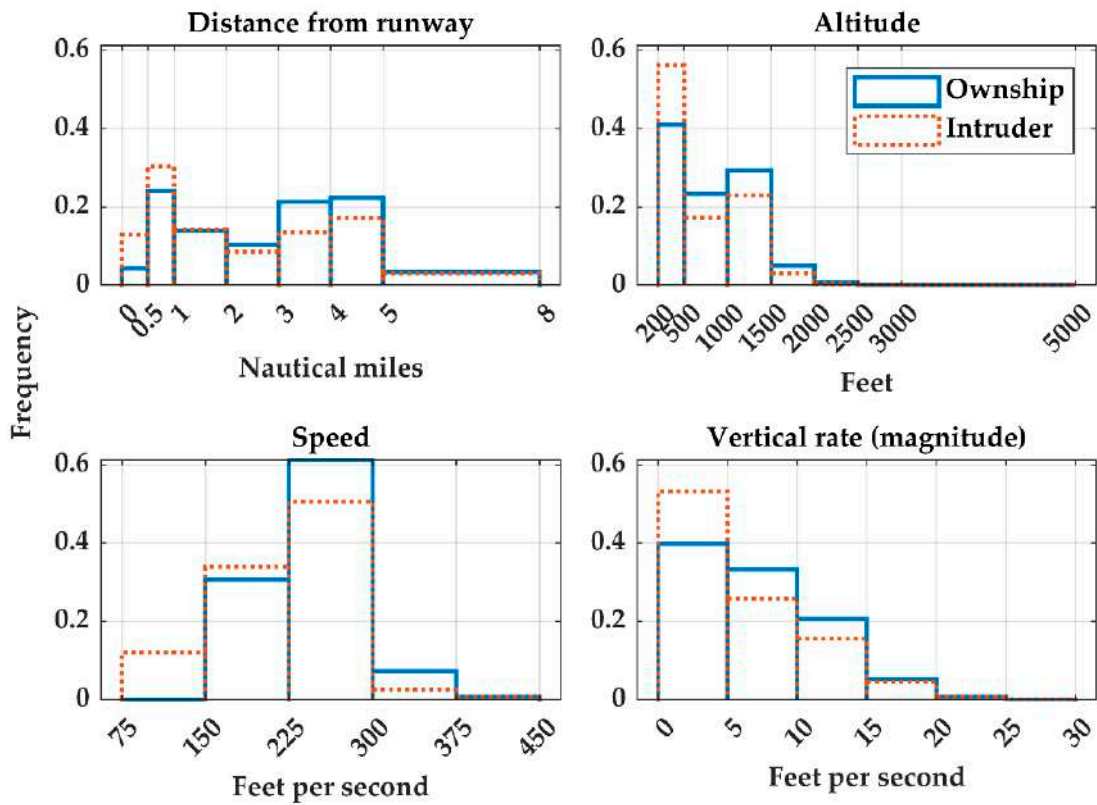 Distance from runway
0.6
0.4
0.2
0
0 0.5 1 2 3 4 5 8
Nautical miles
Altitude
0.6
0.4
0.2
0
Ownship
Intruder
200 500 1000 1500 2000 2500 3000 5000
Feet
Frequency
Speed
0.6
0.4
0.2
0
75 150 225 300 375 450
Feet per second
Vertical rate (magnitude)
0.6
0.4
0.2
0
0 5 10 15 20 25 30
Feet per second